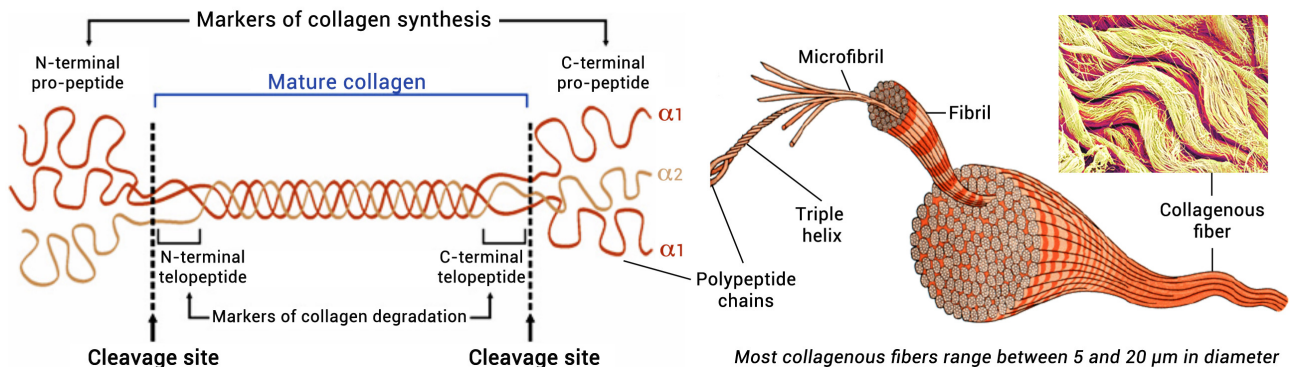 Markers of collagen synthesis
N-terminal
pro-peptide
C-terminal
pro-peptide
Mature collagen
α1
α2
α1
N-terminal
telopeptide
C-terminal
telopeptide
Markers of collagen degradation
Cleavage site
Cleavage site
Polypeptide
chains
Microfibril
Fibril
Triple
helix
Collagenous
fiber
Most collagenous fibers range between 5 and 20 μm in diameter